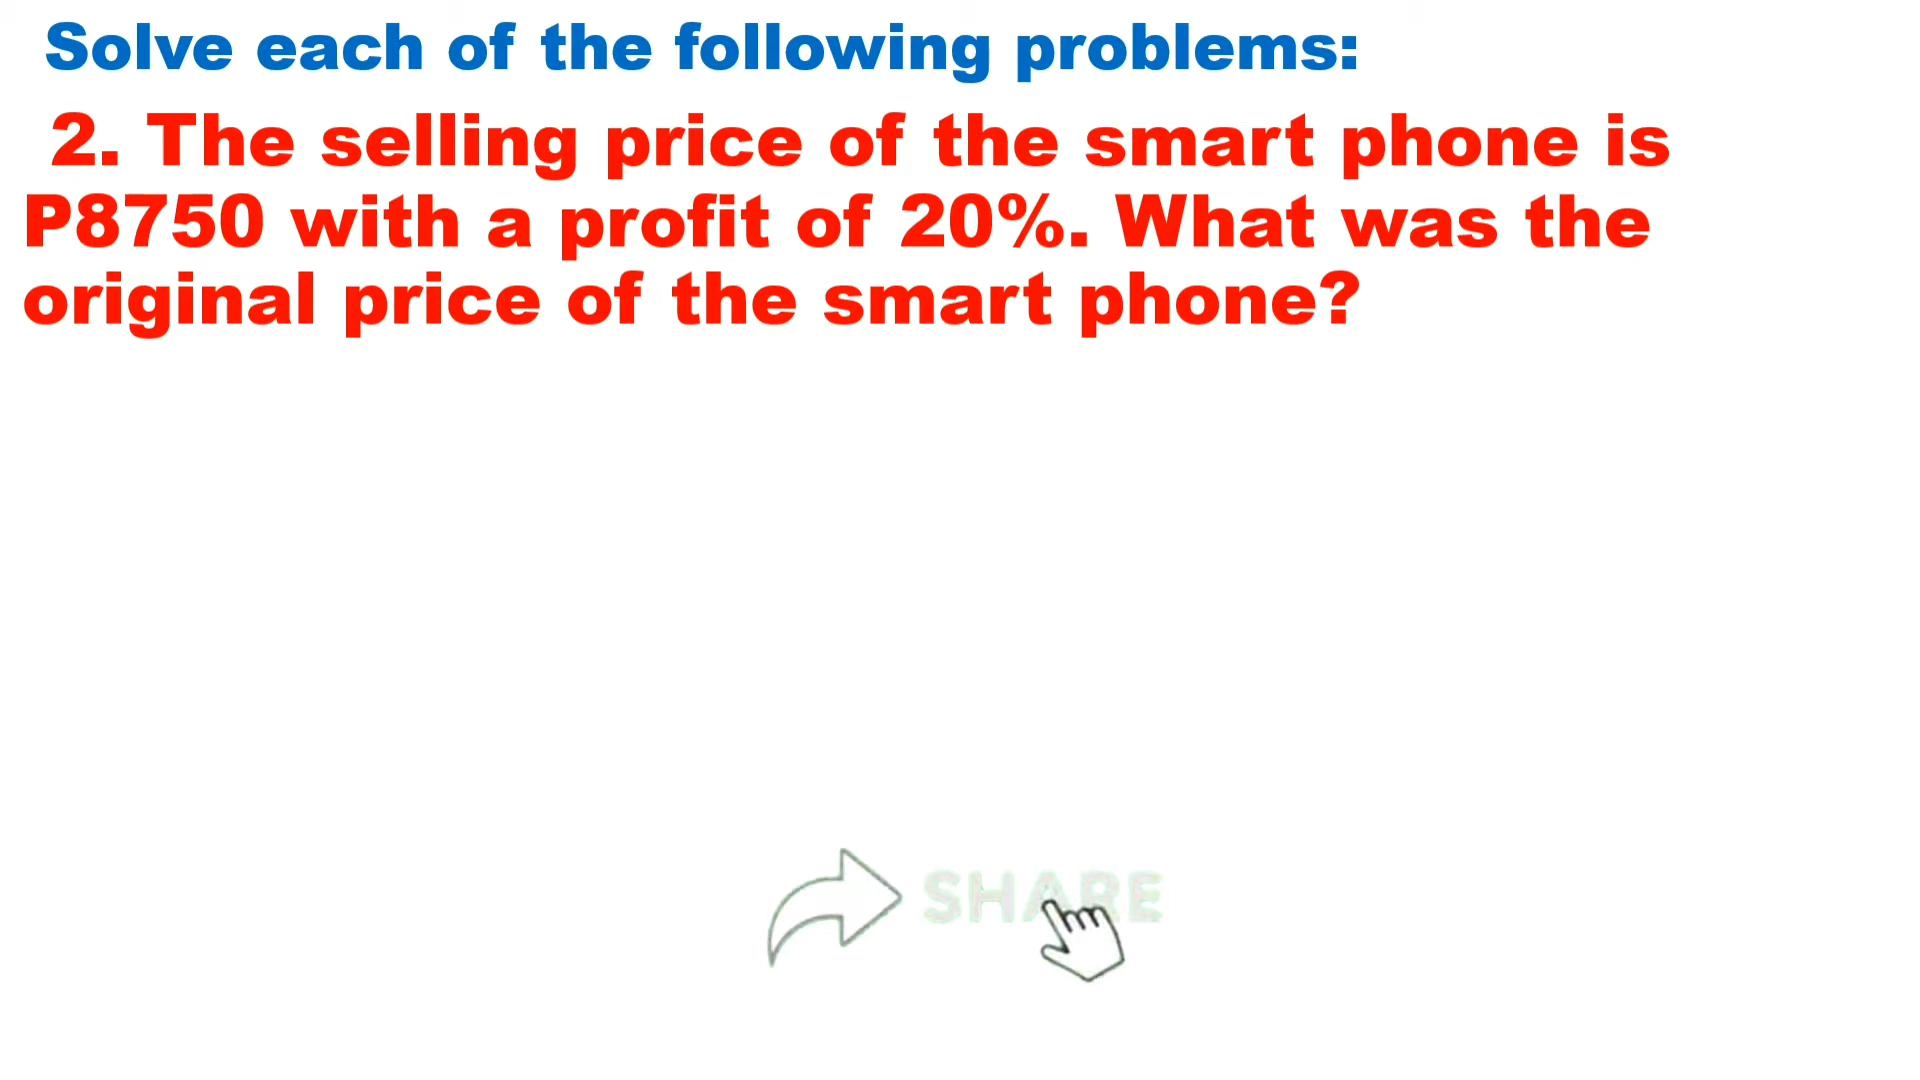 Solve each of the following problems:
2. The selling price of the smart phone is
P8750 with a profit of 20%. What was the
original price of the smart phone?
SHARE